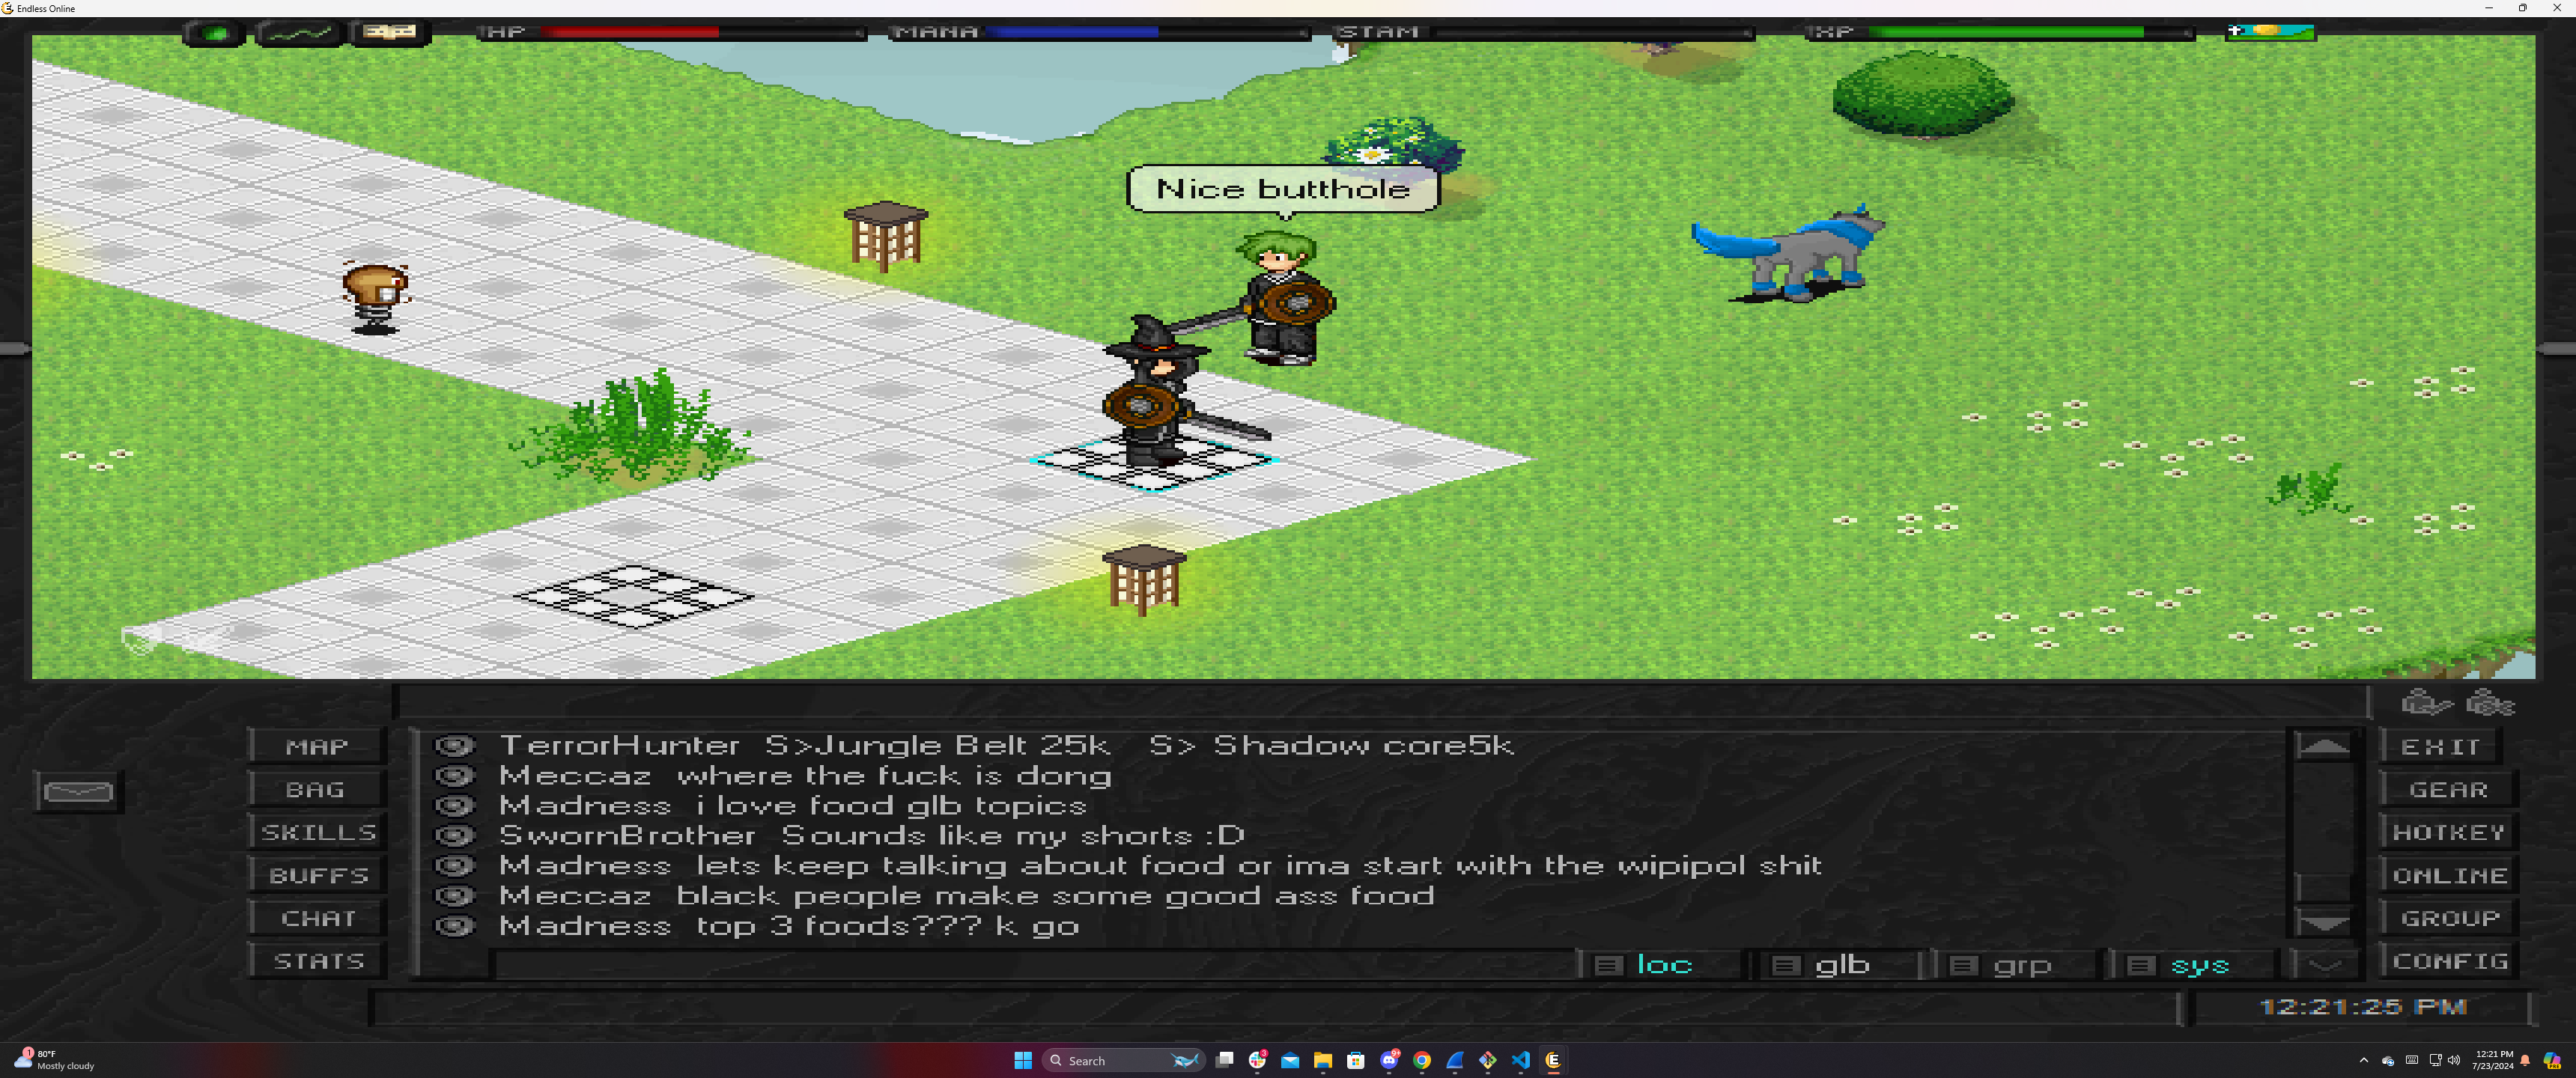 Endless Online
HP
MANA
STAM
XP
Nice butthole
MAP
BAG
SKILLS
BUFFS
CHAT
STATS
TerrorHunter S>Jungle Belt 25k S> Shadow core5k
Meccaz where the fuck is dong
Madness i love food glb topics
SwornBrother Sounds like my shorts :D
Madness lets keep talking about food or ima start with the wipipol shit
Meccaz black people make some good ass food
Madness top 3 foods??? k go
loc
glb
grp
sys
EXIT
GEAR
HOTKEY
ONLINE
GROUP
CONFIG
12:21:25 PM
1
80°F
Mostly cloudy
Search
3
9+
12:21 PM
7/23/2024